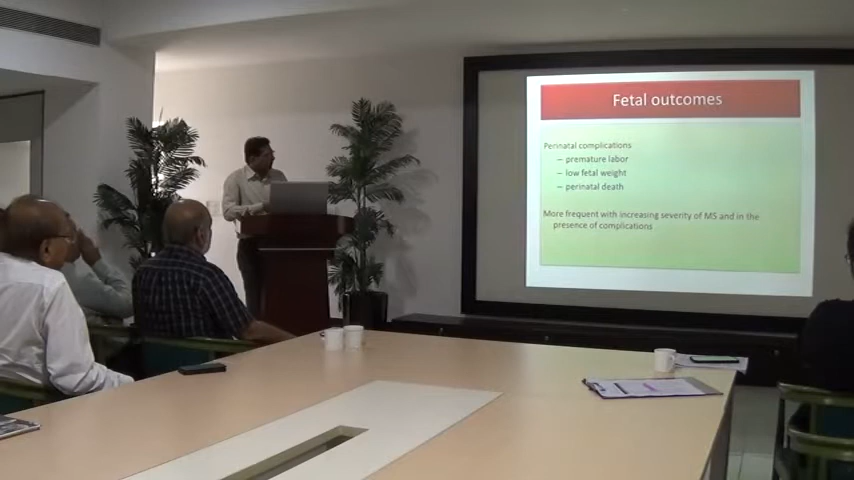 Fetal outcomes
Perinatal complications
– premature labor
– low fetal weight
– perinatal death
More frequent with increasing severity of MS and in the
presence of complications